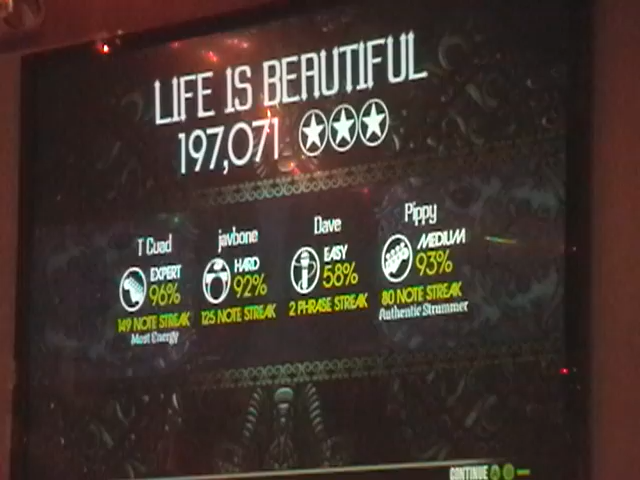 LIFE IS BEAUTIFUL
197,071
T Cuad
EXPERT
96%
149 NOTE STREAK
Most Energy
javbone
HARD
92%
125 NOTE STREAK
Dave
EASY
58%
2 PHRASE STREAK
Pippy
MEDIUM
93%
80 NOTE STREAK
Authentic Strummer
CONTINUE